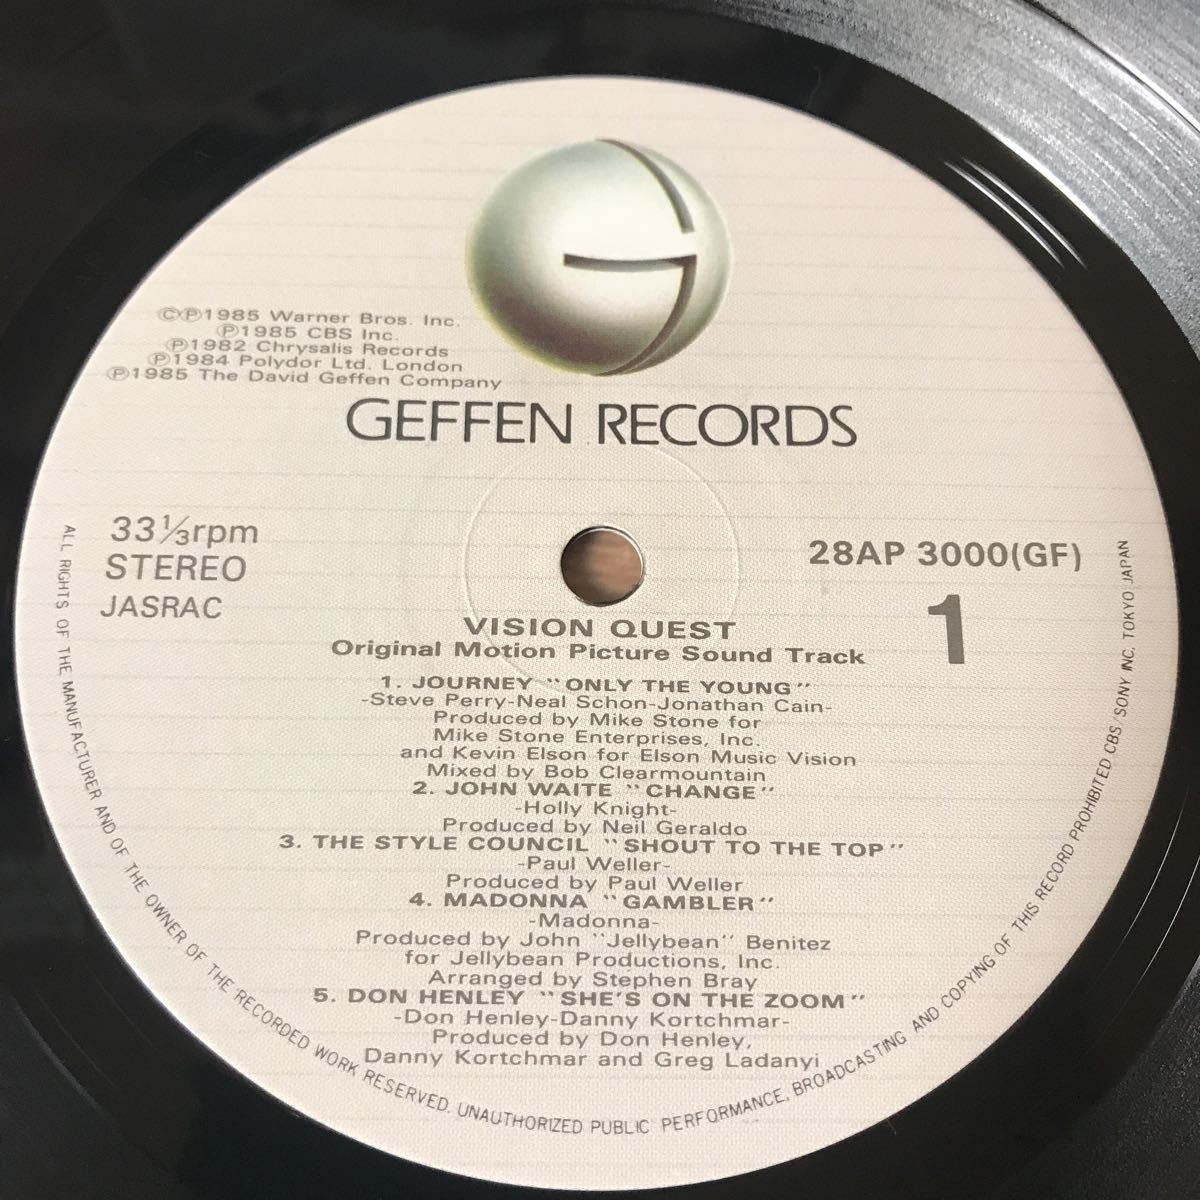 ©℗1985 Warner Bros. Inc.
℗1985 CBS Inc.
℗1982 Chrysalis Records
℗1984 Polydor Ltd. London
℗1985 The David Geffen Company
GEFFEN RECORDS
33⅓rpm
STEREO
JASRAC
28AP 3000(GF)
1
VISION QUEST
Original Motion Picture Sound Track
1. JOURNEY "ONLY THE YOUNG"
-Steve Perry-Neal Schon-Jonathan Cain-
Produced by Mike Stone for
Mike Stone Enterprises, Inc.
and Kevin Elson for Elson Music Vision
Mixed by Bob Clearmountain
2. JOHN WAITE "CHANGE"
-Holly Knight-
Produced by Neil Geraldo
3. THE STYLE COUNCIL "SHOUT TO THE TOP"
-Paul Weller-
Produced by Paul Weller
4. MADONNA "GAMBLER"
-Madonna-
Produced by John "Jellybean" Benitez
for Jellybean Productions, Inc.
Arranged by Stephen Bray
5. DON HENLEY "SHE'S ON THE ZOOM"
-Don Henley-Danny Kortchmar-
Produced by Don Henley,
Danny Kortchmar and Greg Ladanyi
ALL RIGHTS OF THE MANUFACTURER AND OF THE OWNER OF THE RECORDED WORK RESERVED. UNAUTHORIZED PUBLIC PERFORMANCE, BROADCASTING AND COPYING OF THIS RECORD PROHIBITED CBS/SONY INC. TOKYO JAPAN